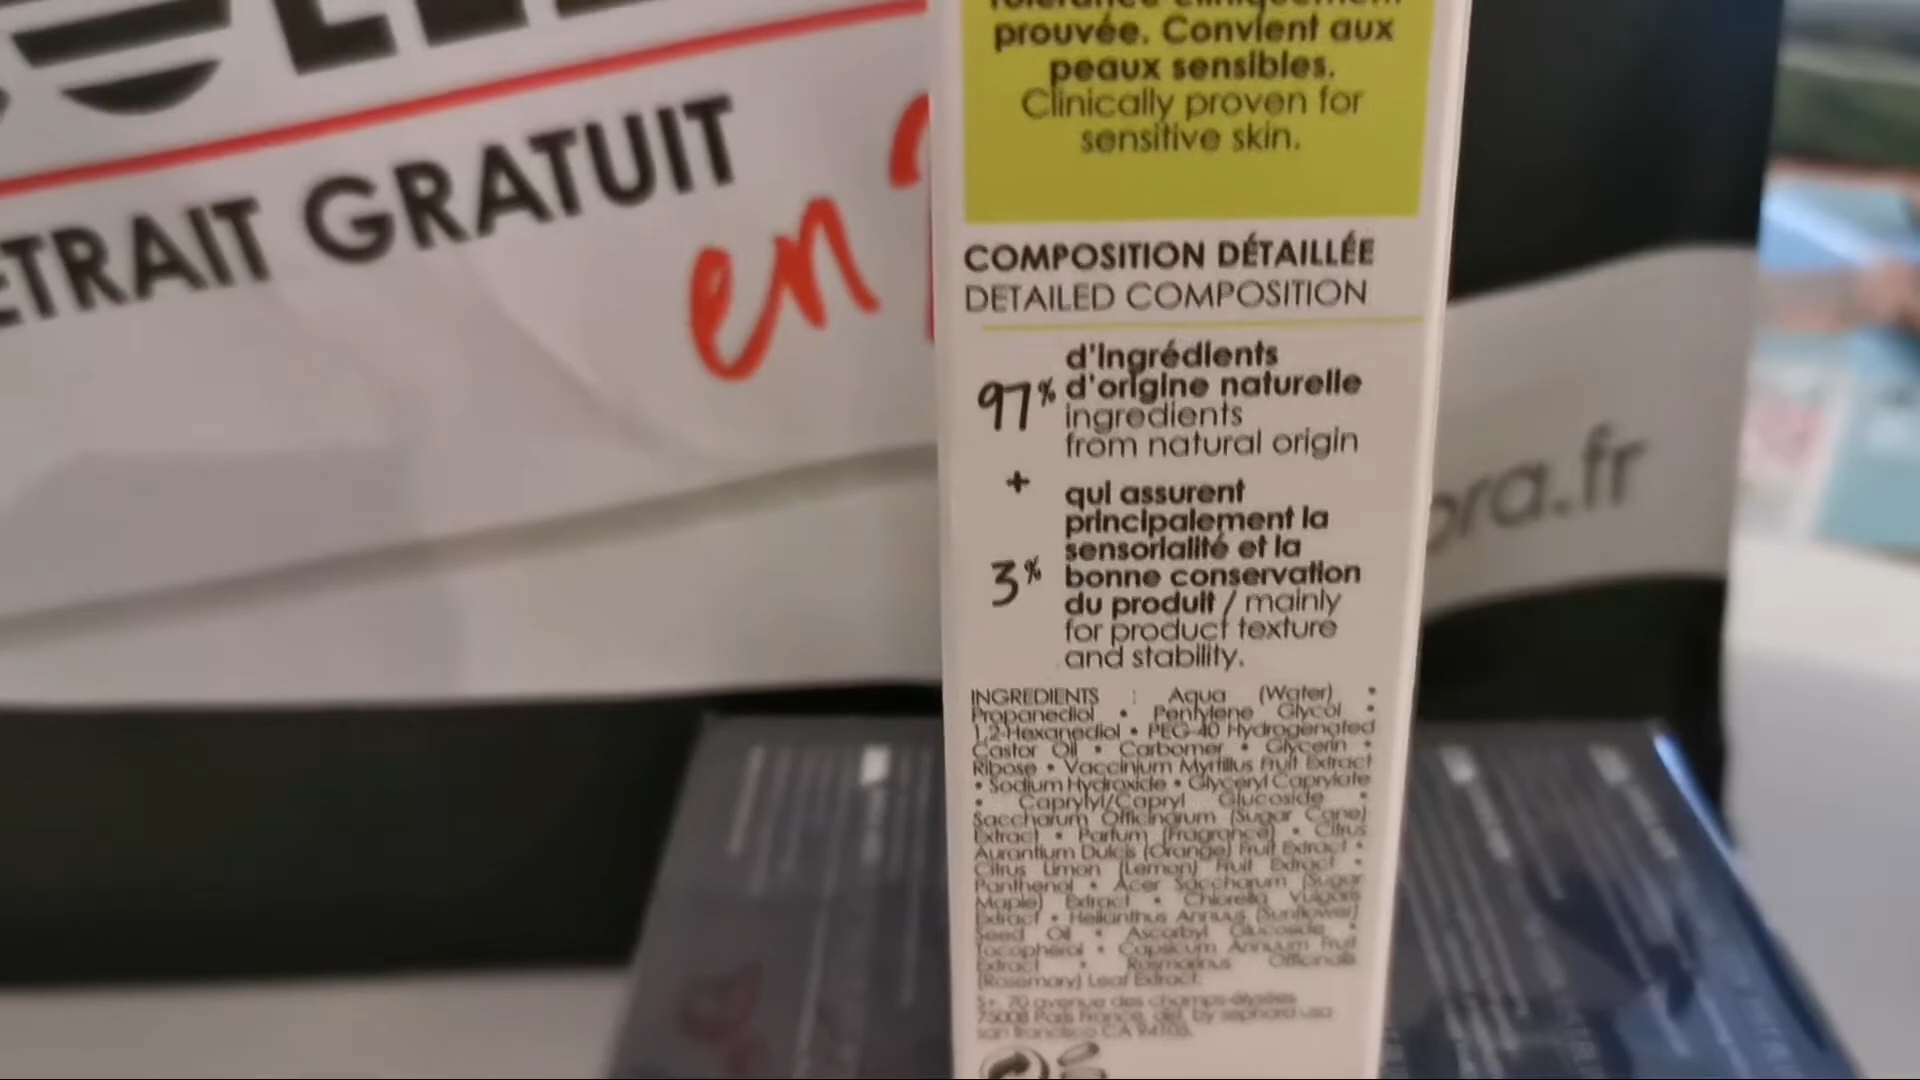 ETRAIT GRATUIT
en
ora.fr
prouvée. Convient aux
peaux sensibles.
Clinically proven for
sensitive skin.
COMPOSITION DÉTAILLÉE
DETAILED COMPOSITION
97% d'ingrédients
d'origine naturelle
ingredients
from natural origin
+
3% qui assurent
principalement la
sensorialité et la
bonne conservation
du produit / mainly
for product texture
and stability.
INGREDIENTS : Aqua (Water) •
Propanediol • Pentylene Glycol •
1,2-Hexanediol • PEG-40 Hydrogenated
Castor Oil • Carbomer • Glycerin •
Ribose • Vaccinium Myrtillus Fruit Extract
• Sodium Hydroxide • Glyceryl Caprylate
• Caprylyl/Capryl Glucoside •
Saccharum Officinarum (Sugar Cane)
Extract • Parfum (Fragrance) • Citrus
Aurantium Dulcis (Orange) Fruit Extract •
Citrus Limon (Lemon) Fruit Extract •
Panthenol • Acer Saccharum (Sugar
Maple) Extract • Chlorella Vulgaris
Extract • Helianthus Annuus (Sunflower)
Seed Oil • Ascorbyl Glucoside •
Tocopherol • Capsicum Annuum Fruit
Extract • Rosmarinus Officinalis
(Rosemary) Leaf Extract.
S+, 70 avenue des champs-élysées
75008 Paris France. dist. by sephora usa
san francisco CA 94105.